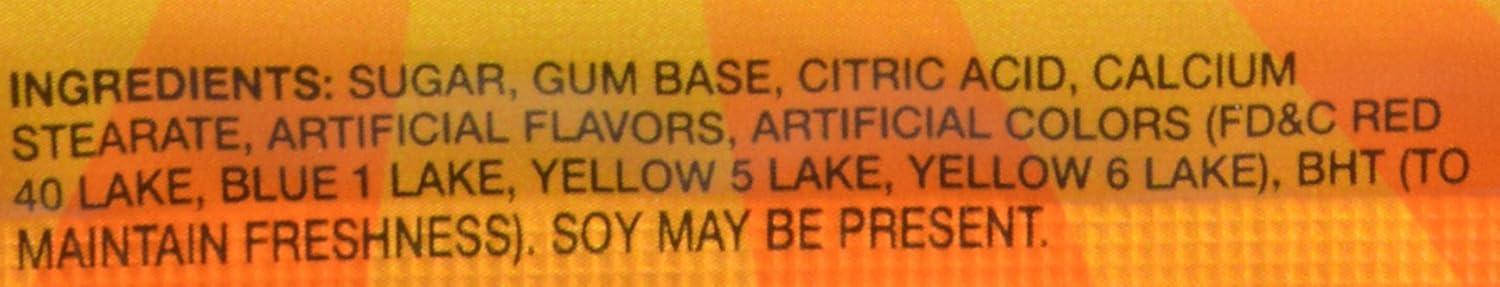 INGREDIENTS: SUGAR, GUM BASE, CITRIC ACID, CALCIUM
STEARATE, ARTIFICIAL FLAVORS, ARTIFICIAL COLORS (FD&C RED
40 LAKE, BLUE 1 LAKE, YELLOW 5 LAKE, YELLOW 6 LAKE), BHT (TO
MAINTAIN FRESHNESS). SOY MAY BE PRESENT.